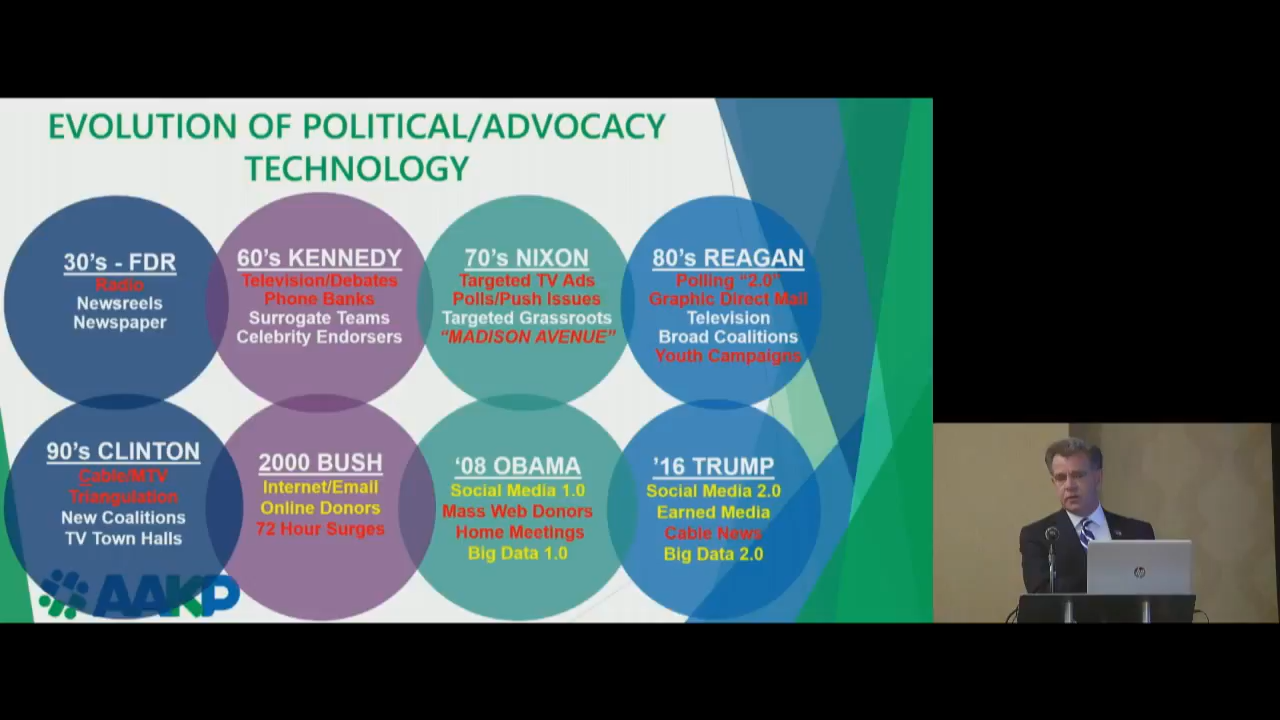 EVOLUTION OF POLITICAL/ADVOCACY
TECHNOLOGY
30's - FDR
Radio
Newsreels
Newspaper
60's KENNEDY
Television/Debates
Phone Banks
Surrogate Teams
Celebrity Endorsers
70's NIXON
Targeted TV Ads
Polls/Push Issues
Targeted Grassroots
"MADISON AVENUE"
80's REAGAN
Polling "2.0"
Graphic Direct Mail
Television
Broad Coalitions
Youth Campaigns
90's CLINTON
Cable/MTV
Triangulation
New Coalitions
TV Town Halls
2000 BUSH
Internet/Email
Online Donors
72 Hour Surges
'08 OBAMA
Social Media 1.0
Mass Web Donors
Home Meetings
Big Data 1.0
'16 TRUMP
Social Media 2.0
Earned Media
Cable News
Big Data 2.0
AAKP
hp